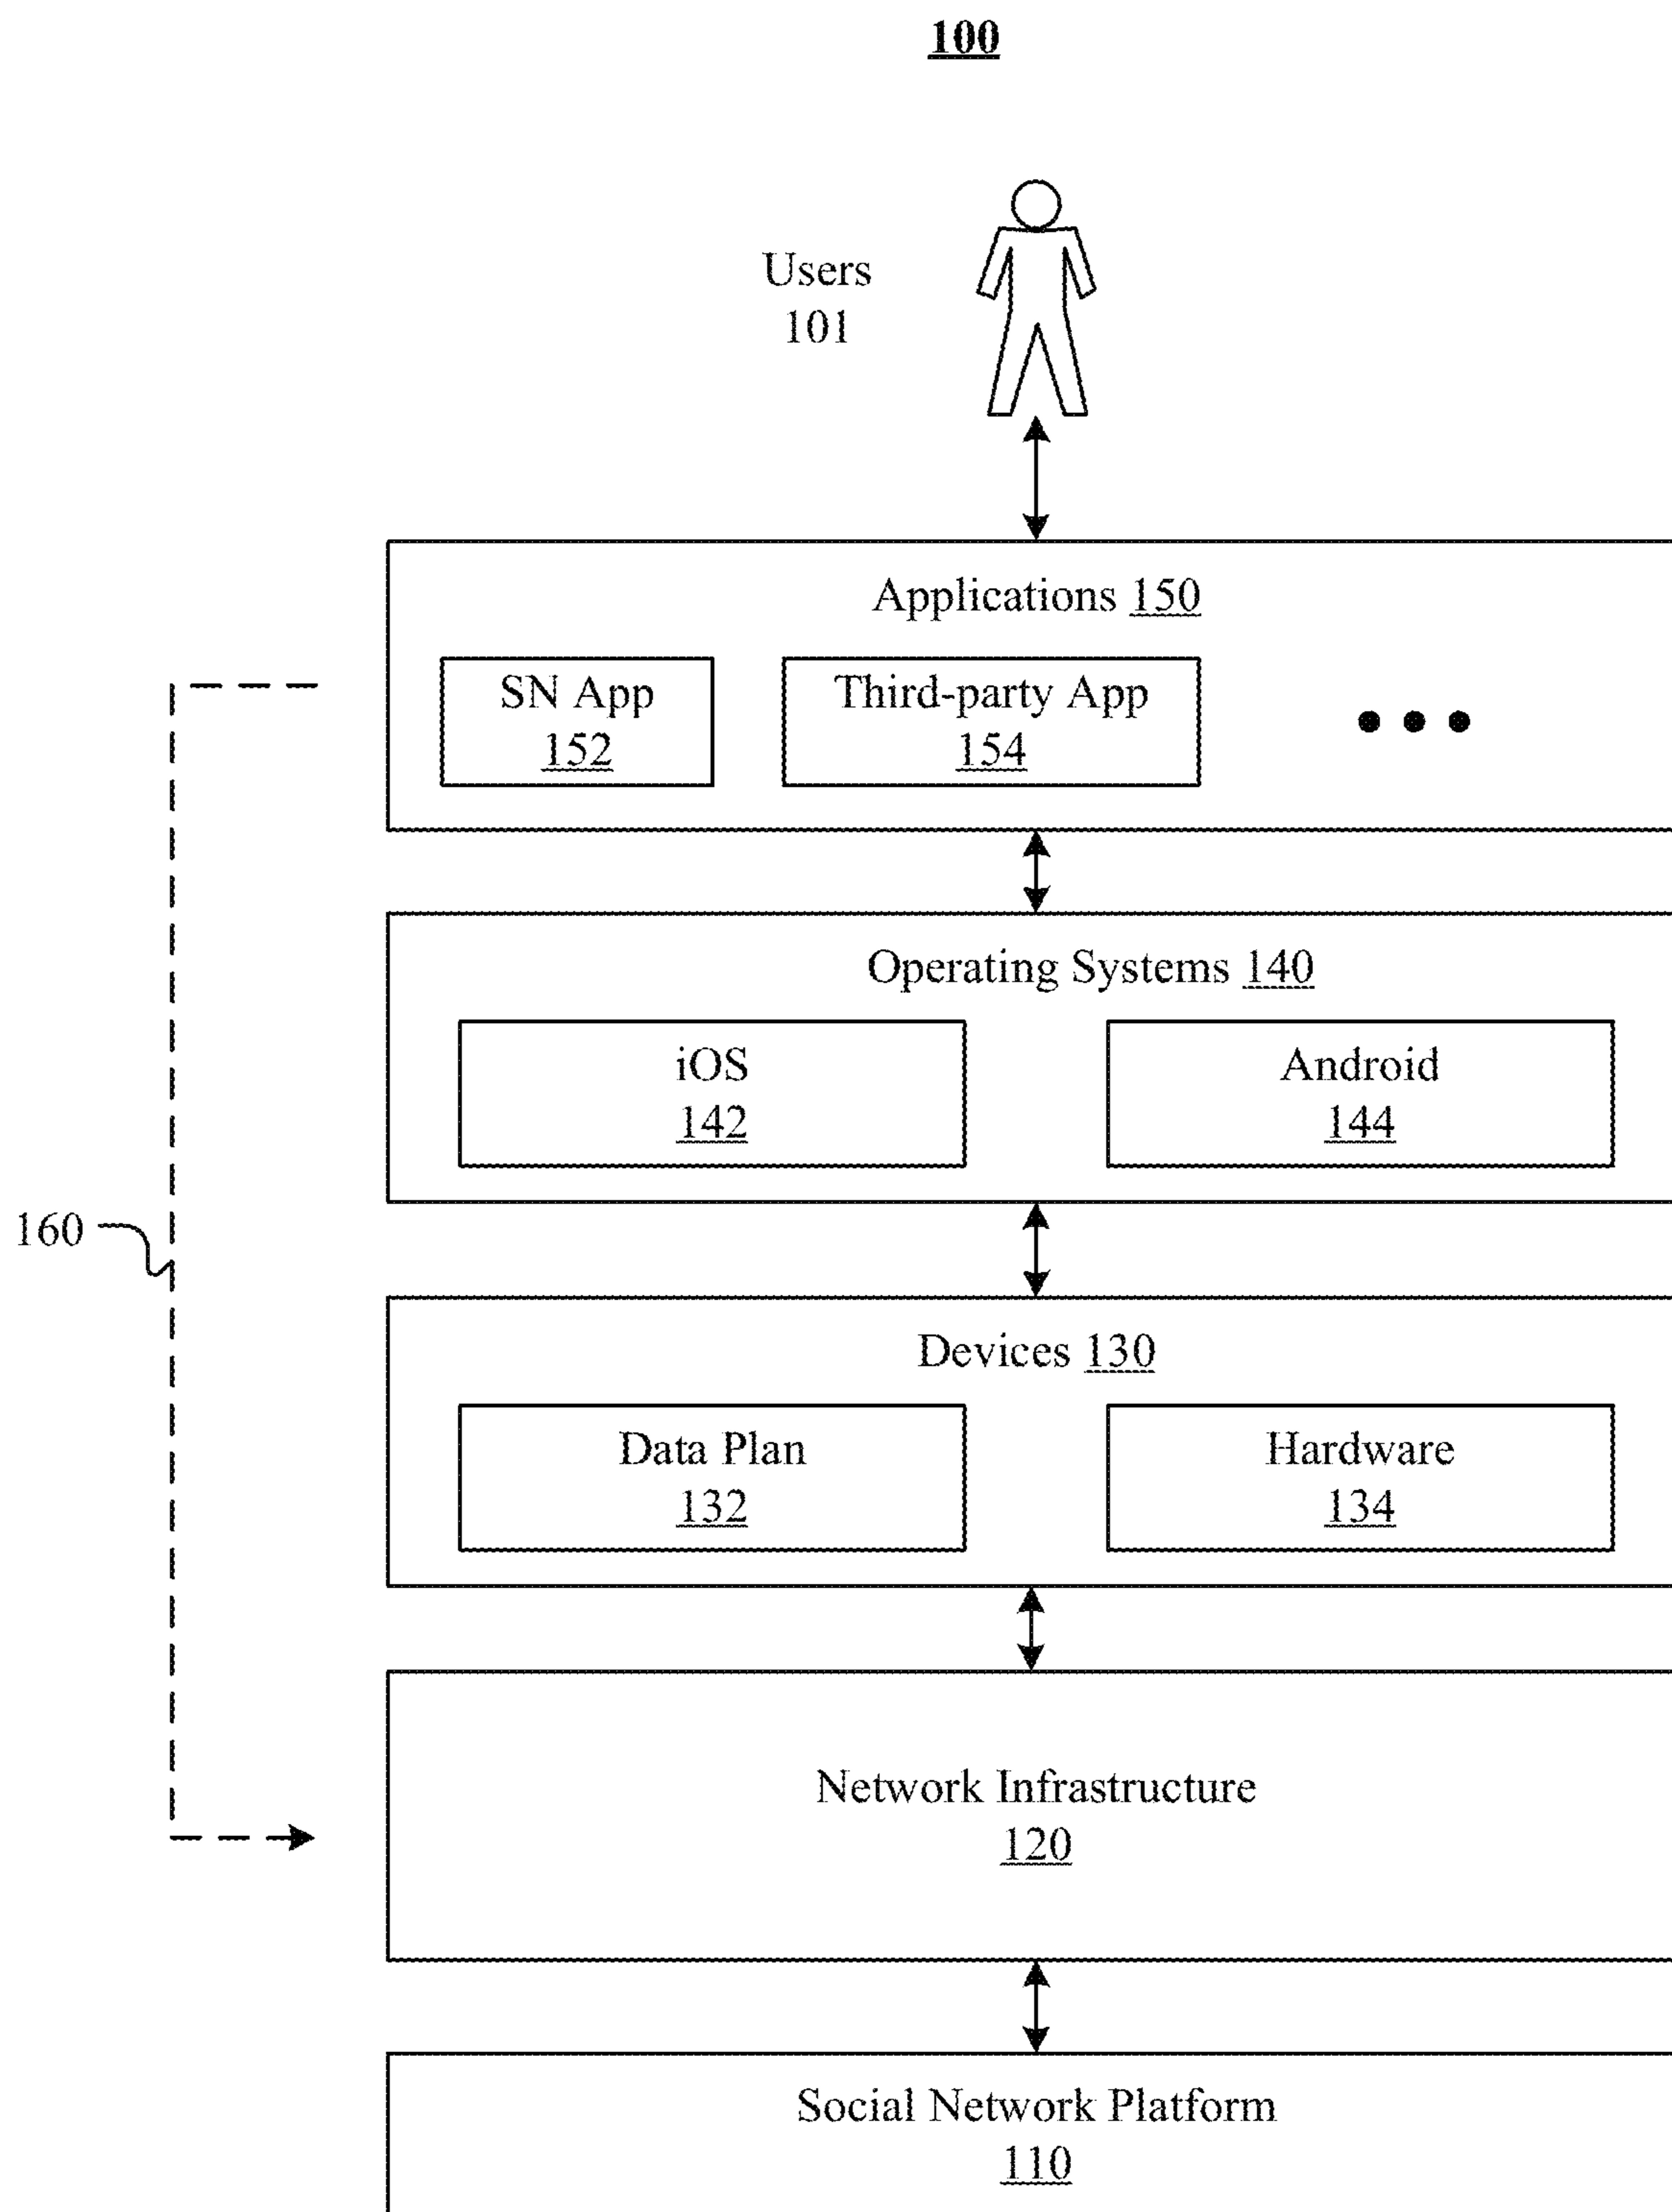 100
Users
101
Applications 150
SN App
152
Third-party App
154
Operating Systems 140
iOS
142
Android
144
160
Devices 130
Data Plan
132
Hardware
134
Network Infrastructure
120
Social Network Platform
110